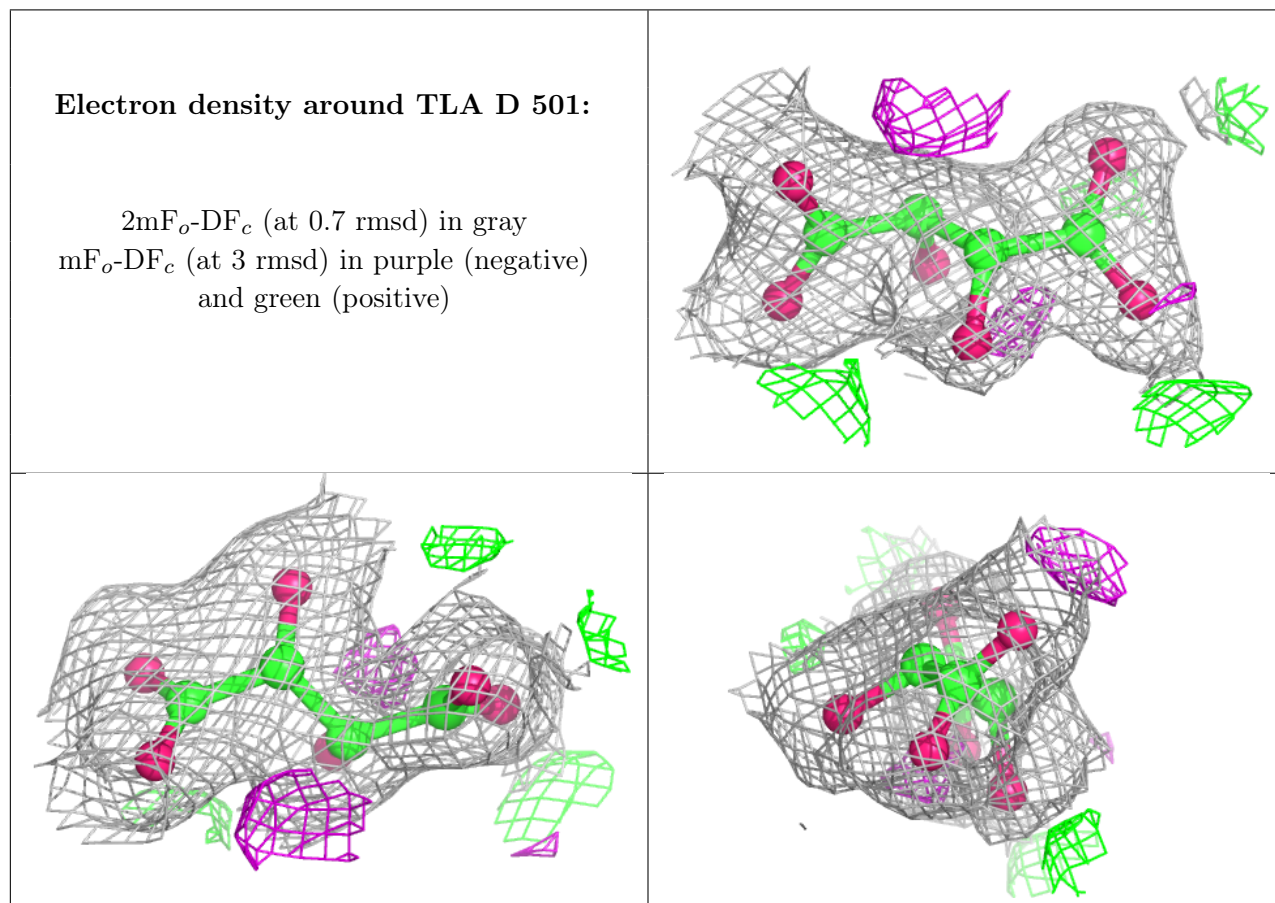 Electron density around TLA D 501:
2mFₒ-DF𝒸 (at 0.7 rmsd) in gray
mFₒ-DF𝒸 (at 3 rmsd) in purple (negative)
and green (positive)